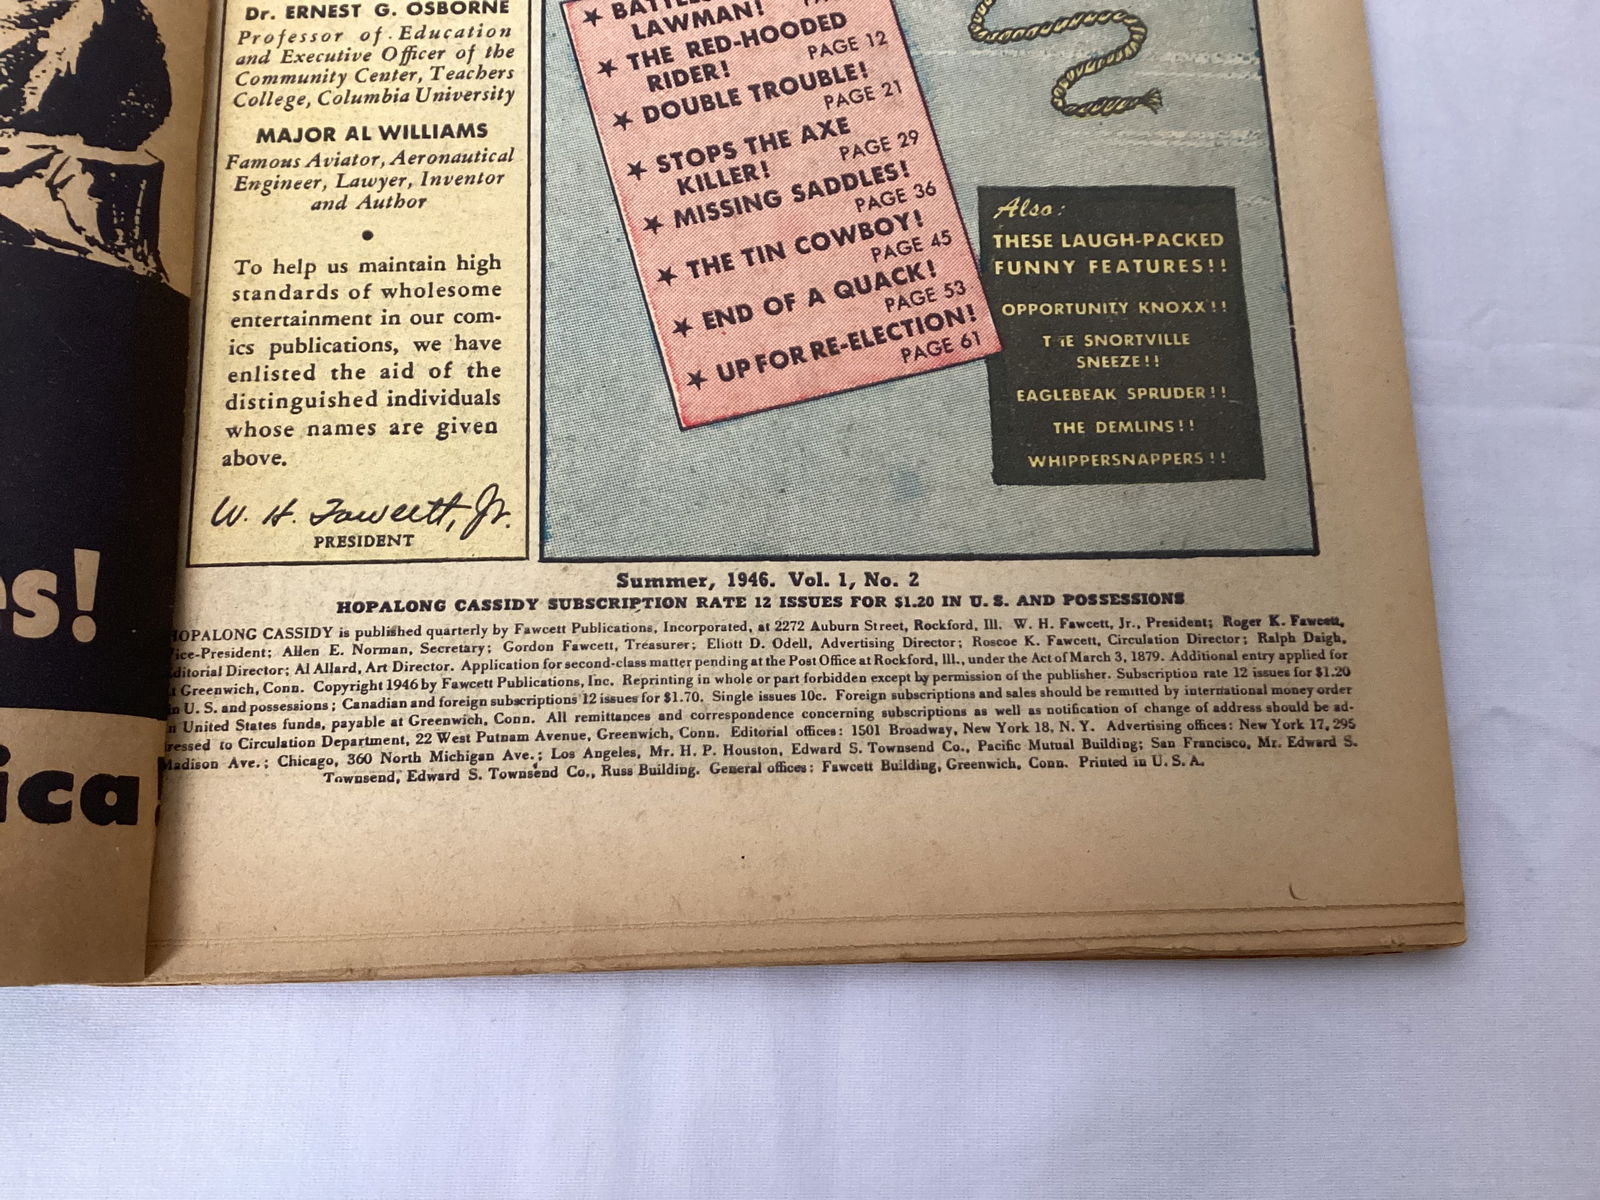 Dr. ERNEST G. OSBORNE
Professor of Education
and Executive Officer of the
Community Center, Teachers
College, Columbia University
MAJOR AL WILLIAMS
Famous Aviator, Aeronautical
Engineer, Lawyer, Inventor
and Author
To help us maintain high
standards of wholesome
entertainment in our com-
ics publications, we have
enlisted the aid of the
distinguished individuals
whose names are given
above.
W. H. Fawcett, Jr.
PRESIDENT
LAWMAN!
★ THE RED-HOODED
RIDER!
PAGE 12
★ DOUBLE TROUBLE!
PAGE 21
★ STOPS THE AXE
KILLER!
PAGE 29
★ MISSING SADDLES!
PAGE 36
★ THE TIN COWBOY!
PAGE 45
★ END OF A QUACK!
PAGE 53
★ UP FOR RE-ELECTION!
PAGE 61
Also:
THESE LAUGH-PACKED
FUNNY FEATURES!!
OPPORTUNITY KNOXX!!
THE SNORTVILLE
SNEEZE!!
EAGLEBEAK SPRUDER!!
THE DEMLINS!!
WHIPPERSNAPPERS!!
s!
ica
Summer, 1946. Vol. 1, No. 2
HOPALONG CASSIDY SUBSCRIPTION RATE 12 ISSUES FOR $1.20 IN U. S. AND POSSESSIONS
HOPALONG CASSIDY is published quarterly by Fawcett Publications, Incorporated, at 2272 Auburn Street, Rockford, Ill. W. H. Fawcett, Jr., President; Roger K. Fawcett,
Vice-President; Allen E. Norman, Secretary; Gordon Fawcett, Treasurer; Eliott D. Odell, Advertising Director; Roscoe K. Fawcett, Circulation Director; Ralph Daigh,
Editorial Director; Al Allard, Art Director. Application for second-class matter pending at the Post Office at Rockford, Ill., under the Act of March 3, 1879. Additional entry applied for
at Greenwich, Conn. Copyright 1946 by Fawcett Publications, Inc. Reprinting in whole or part forbidden except by permission of the publisher. Subscription rate 12 issues for $1.20
in U. S. and possessions; Canadian and foreign subscriptions 12 issues for $1.70. Single issues 10c. Foreign subscriptions and sales should be remitted by international money order
in United States funds, payable at Greenwich, Conn. All remittances and correspondence concerning subscriptions as well as notification of change of address should be ad-
dressed to Circulation Department, 22 West Putnam Avenue, Greenwich, Conn. Editorial offices: 1501 Broadway, New York 18, N. Y. Advertising offices: New York 17, 295
Madison Ave.; Chicago, 360 North Michigan Ave.; Los Angeles, Mr. H. P. Houston, Edward S. Townsend Co., Pacific Mutual Building; San Francisco, Mr. Edward S.
Townsend, Edward S. Townsend Co., Russ Building. General offices: Fawcett Building, Greenwich, Conn. Printed in U. S. A.